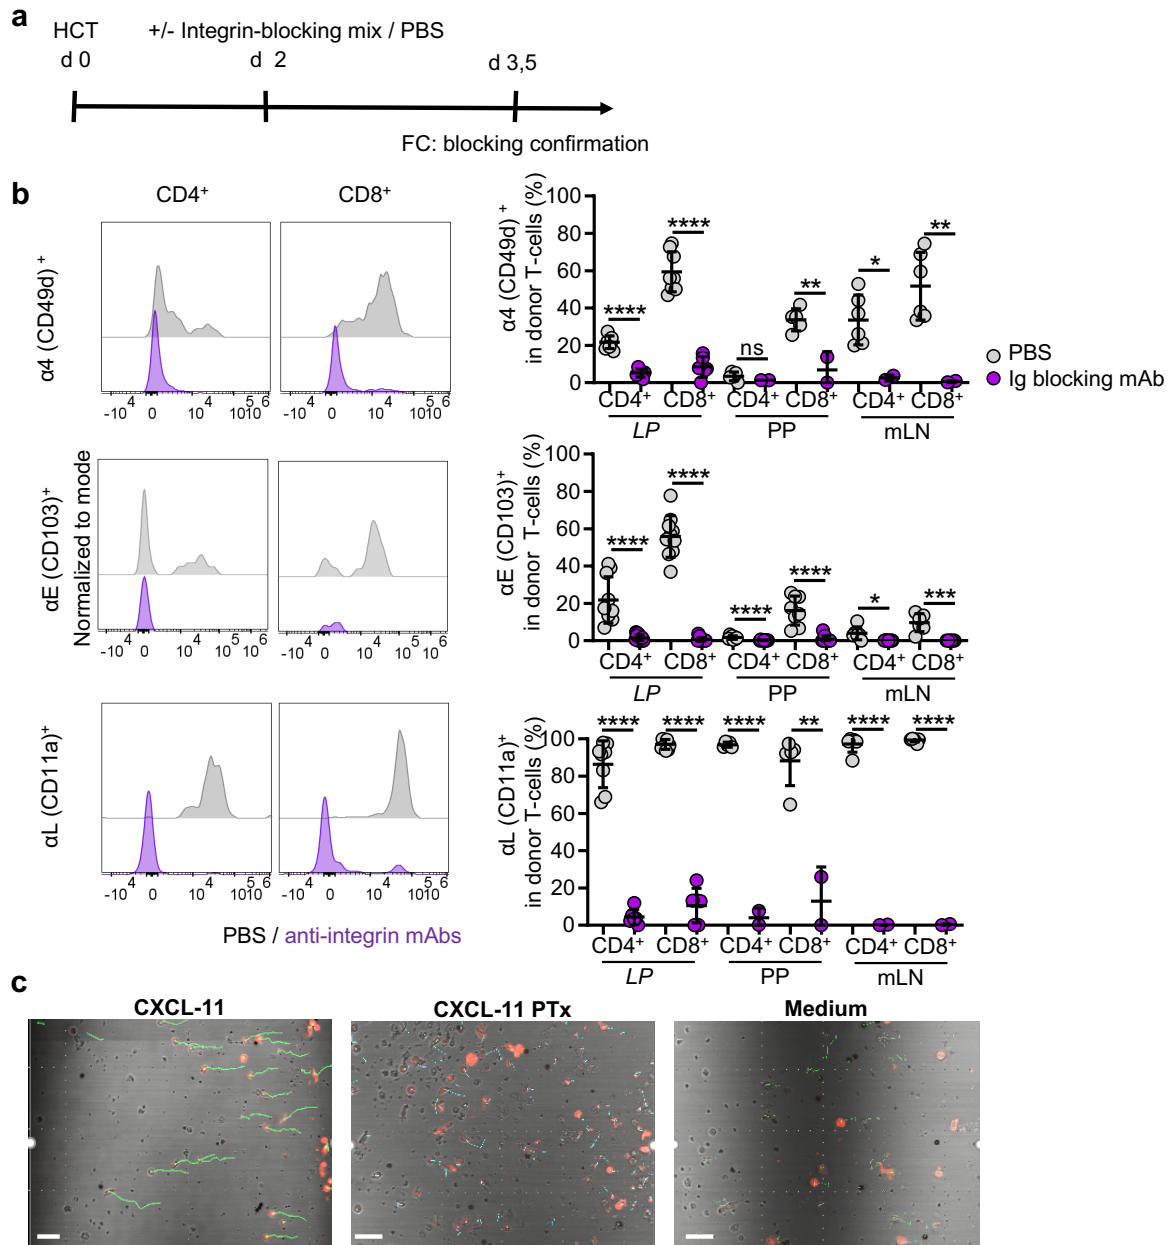 a
HCT +/- Integrin-blocking mix / PBS
d 0 d 2 d 3,5
FC: blocking confirmation
b
CD4⁺ CD8⁺
α4 (CD49d) ⁺
-10⁴ 0 10⁴ 10⁵ 10⁶
-10⁴ 0 10⁴ 10⁵ 10⁶
α4 (CD49d) ⁺
in donor T-cells (%)
100
80
60
40
20
0
**** **** ns ** * **
CD4⁺ CD8⁺ CD4⁺ CD8⁺ CD4⁺ CD8⁺
LP PP mLN
PBS
Ig blocking mAb
αE (CD103)⁺
Normalized to mode
-10⁴ 0 10⁴ 10⁵ 10⁶
-10⁴ 0 10⁴ 10⁵ 10⁶
αE (CD103)⁺
in donor T-cells (%)
100
80
60
40
20
0
**** **** **** **** * ***
CD4⁺ CD8⁺ CD4⁺ CD8⁺ CD4⁺ CD8⁺
LP PP mLN
αL (CD11a)⁺
-10⁴ 0 10⁴ 10⁵ 10⁶
-10⁴ 0 10⁴ 10⁵ 10⁶
PBS / anti-integrin mAbs
αL (CD11a)⁺
in donor T-cells (%)
100
80
60
40
20
0
**** **** **** ** **** ****
CD4⁺ CD8⁺ CD4⁺ CD8⁺ CD4⁺ CD8⁺
LP PP mLN
c
CXCL-11 CXCL-11 PTx Medium